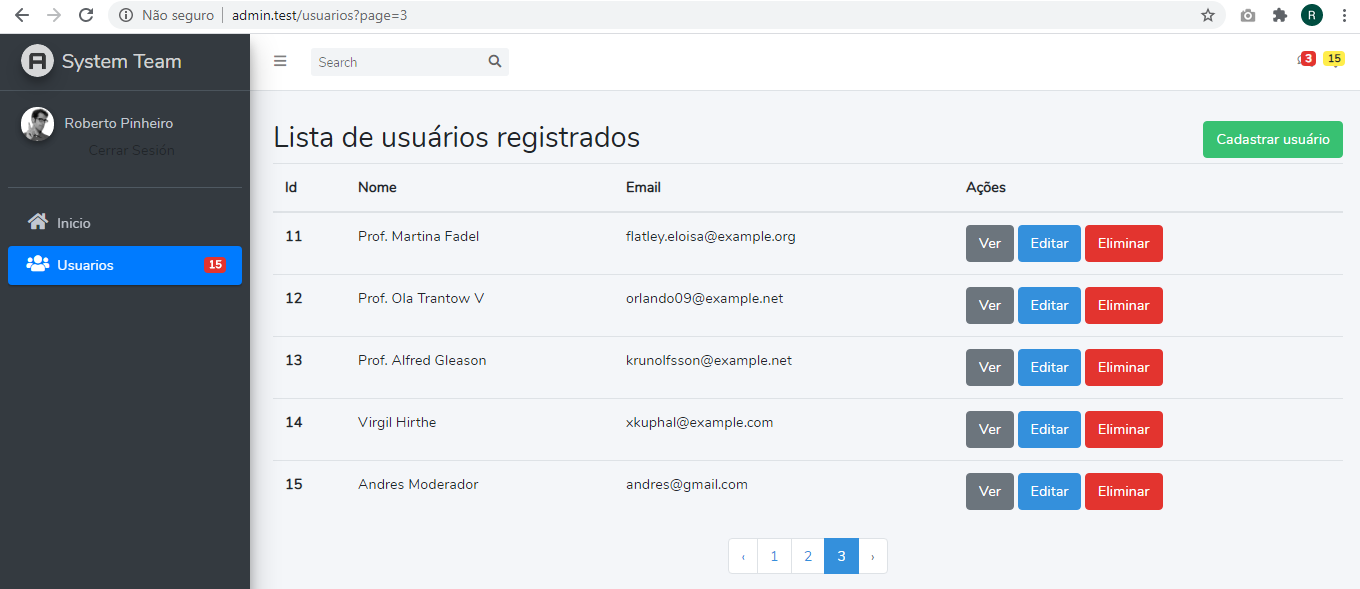 Não seguro
admin.test/usuarios?page=3
R
System Team
Search
3
15
Roberto Pinheiro
Cerrar Sesión
Inicio
Usuarios 15
Lista de usuários registrados
Cadastrar usuário
Id Nome Email Ações
11 Prof. Martina Fadel flatley.eloisa@example.org Ver Editar Eliminar
12 Prof. Ola Trantow V orlando09@example.net Ver Editar Eliminar
13 Prof. Alfred Gleason krunolfsson@example.net Ver Editar Eliminar
14 Virgil Hirthe xkuphal@example.com Ver Editar Eliminar
15 Andres Moderador andres@gmail.com Ver Editar Eliminar
‹ 1 2 3 ›